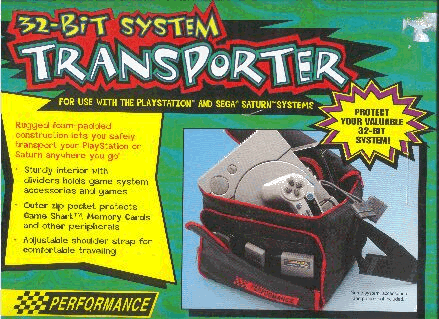 32-BIT SYSTEM
TRANSPORTER
FOR USE WITH THE PLAYSTATION™ AND SEGA® SATURN™ SYSTEMS
PROTECT
YOUR VALUABLE
32-BIT
SYSTEM!
Rugged foam-padded
construction lets you safely
transport your PlayStation or
Saturn anywhere you go!
· Sturdy interior with
dividers holds game system
accessories and games
· Outer zip pocket protects
Game Shark™, Memory Cards
and other peripherals
· Adjustable shoulder strap for
comfortable traveling
PERFORMANCE
PERFORMANCE